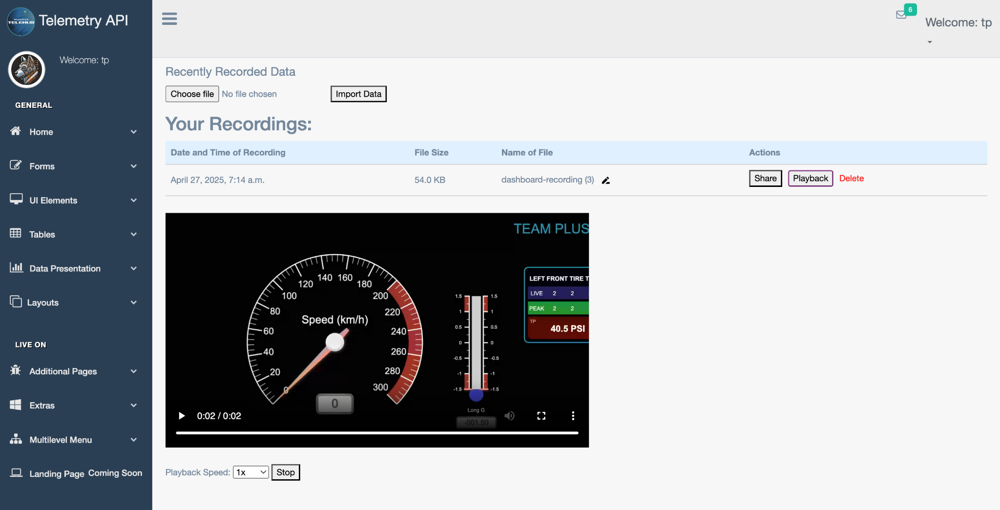 TEAMPLUS
TELEHUB
Telemetry API
6
Welcome: tp
Welcome: tp
GENERAL
Home
Forms
UI Elements
Tables
Data Presentation
Layouts
LIVE ON
Additional Pages
Extras
Multilevel Menu
Landing Page Coming Soon
Recently Recorded Data
Choose file No file chosen Import Data
Your Recordings:
Date and Time of Recording File Size Name of File Actions
April 27, 2025, 7:14 a.m. 54.0 KB dashboard-recording (3) Share Playback Delete
TEAM PLUS
0
20
40
60
80
100
120
140
160
180
200
220
240
260
280
300
Speed (km/h)
0
1.5 1.5
1 1
0.5 0.5
0 0
-0.5 -0.5
-1 -1
-1.5 -1.5
Long G
-001.50
LEFT FRONT TIRE T
LIVE 2 2
PEAK 2 2
TP
40.5 PSI
0:02 / 0:02
Playback Speed: 1x Stop